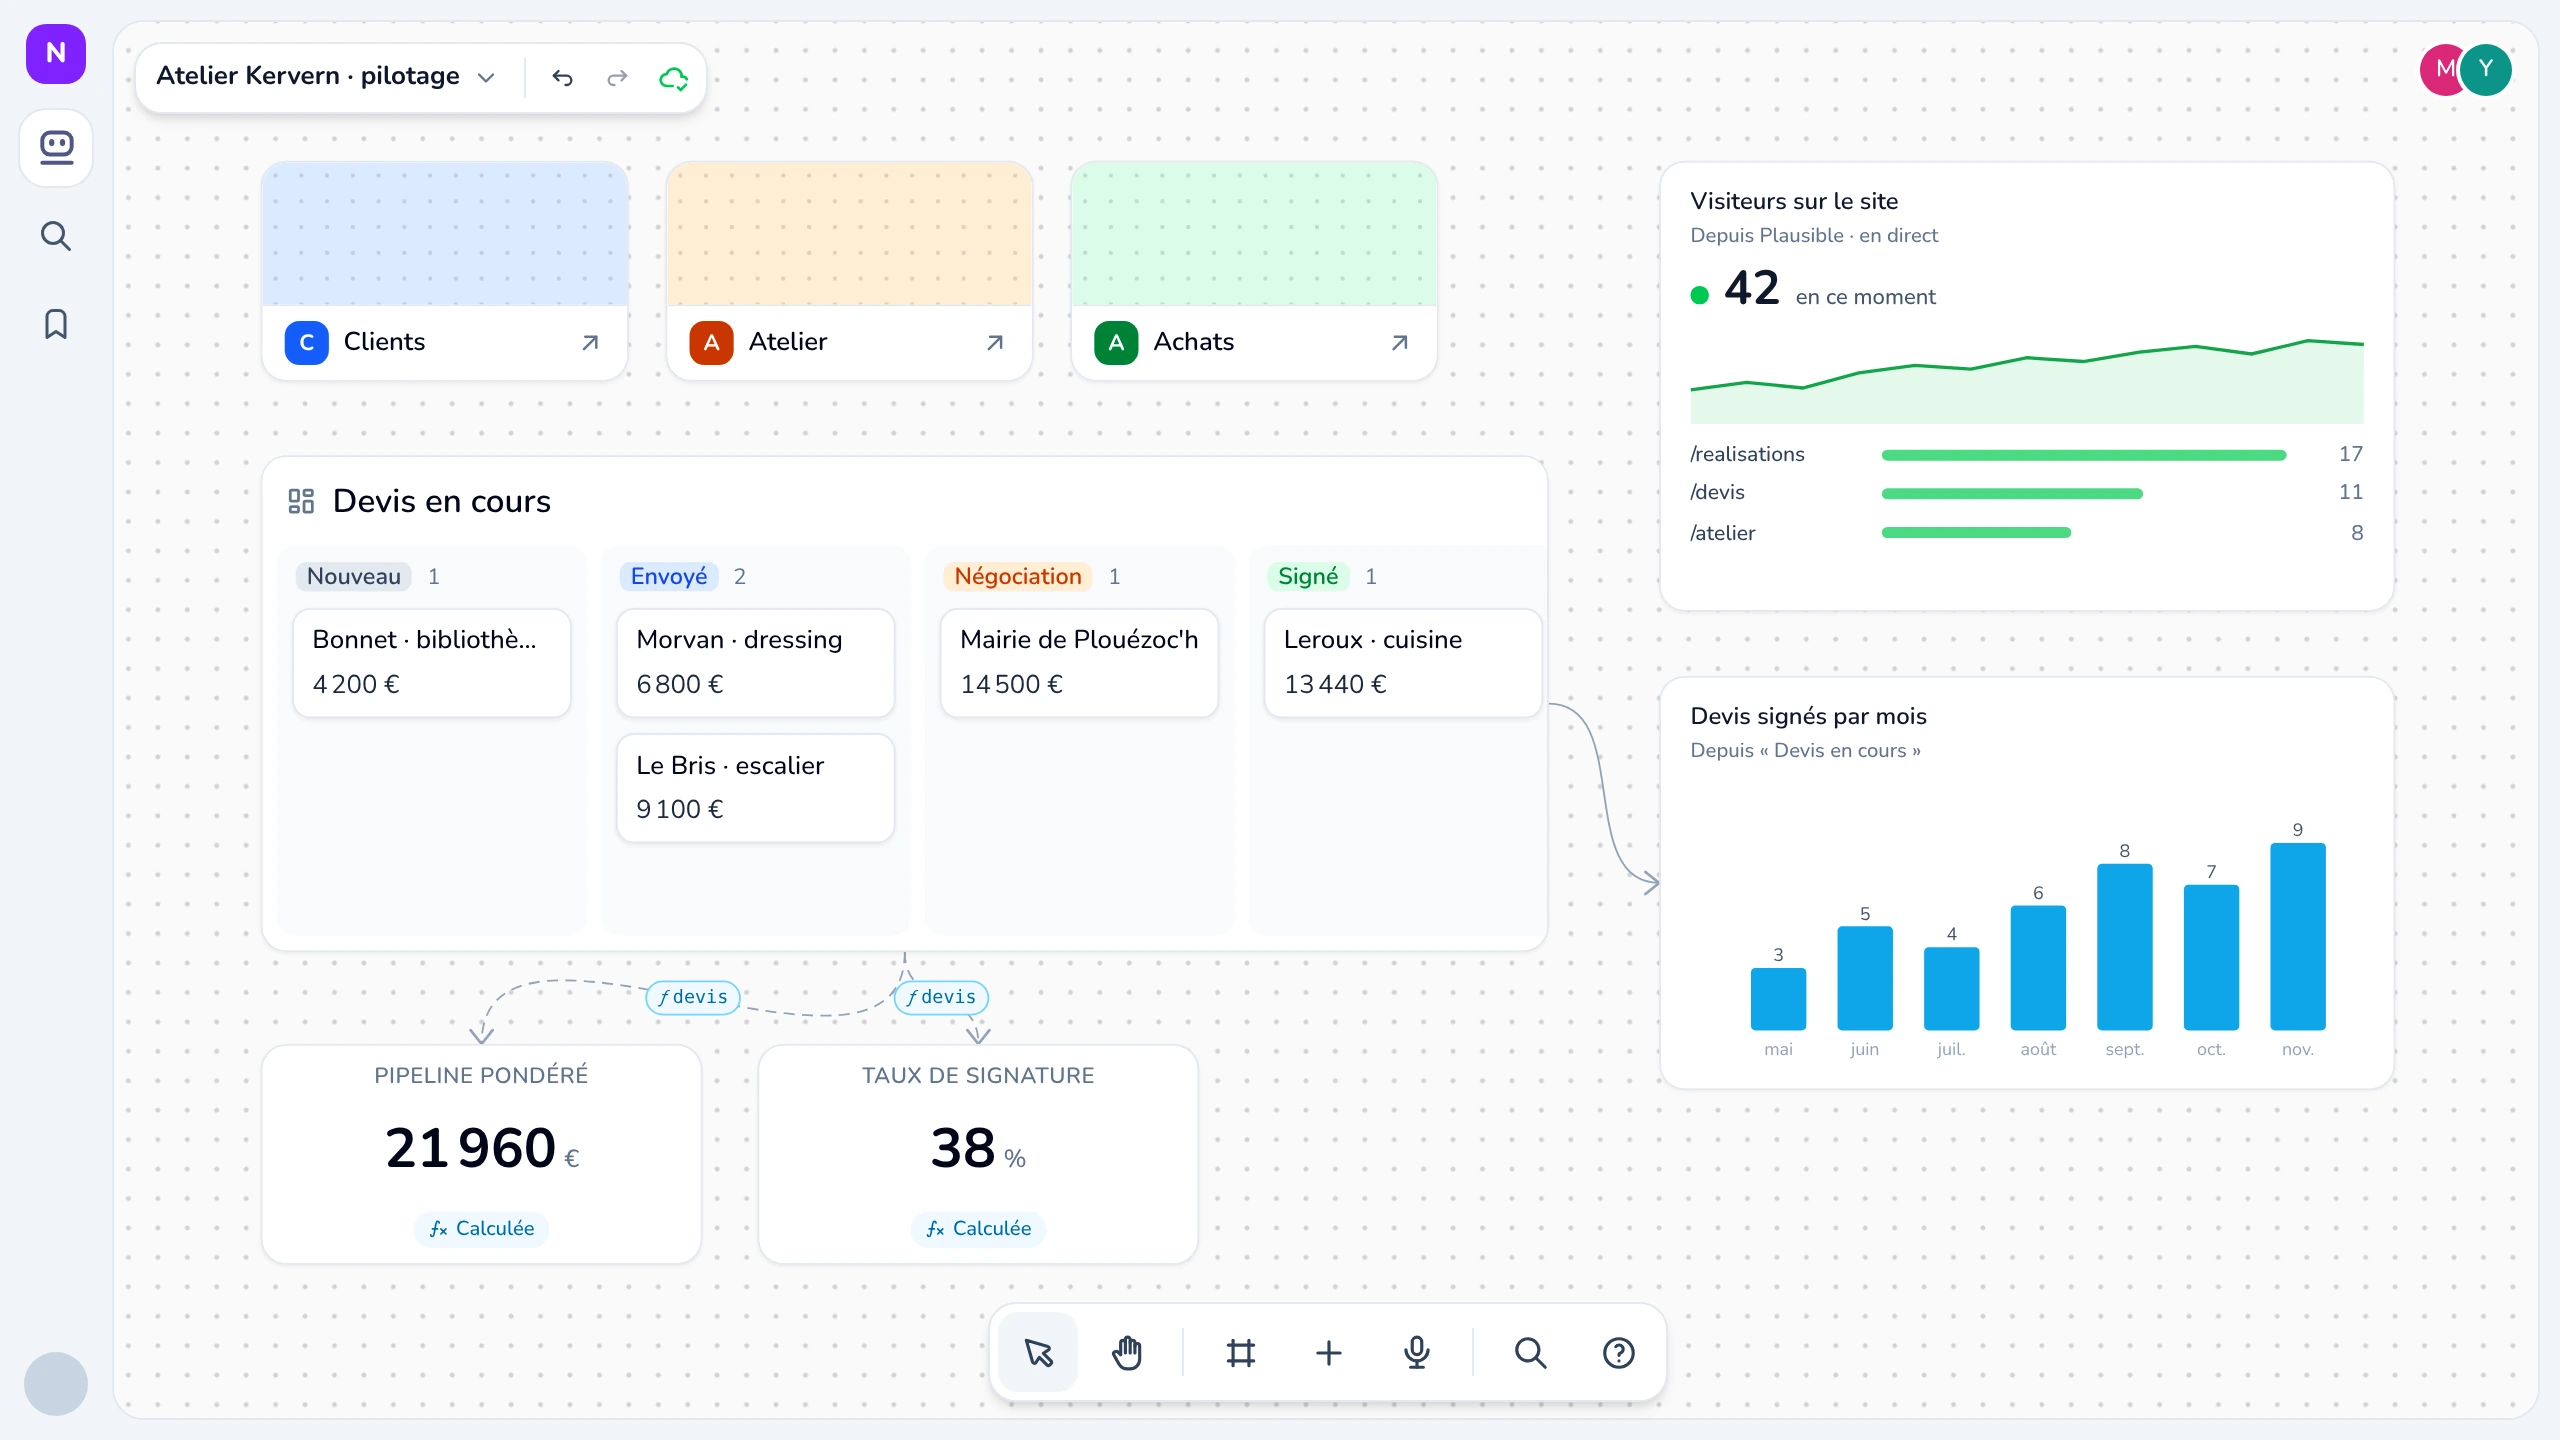 N
Atelier Kervern · pilotage
M
Y
C Clients
A Atelier
A Achats
Visiteurs sur le site
Depuis Plausible · en direct
42 en ce moment
/realisations 17
/devis 11
/atelier 8
Devis en cours
Nouveau 1
Bonnet · bibliothè...
4 200 €
Envoyé 2
Morvan · dressing
6 800 €
Le Bris · escalier
9 100 €
Négociation 1
Mairie de Plouézoc'h
14 500 €
Signé 1
Leroux · cuisine
13 440 €
Devis signés par mois
Depuis « Devis en cours »
3 5 4 6 8 7 9
mai juin juil. août sept. oct. nov.
ƒ devis
ƒ devis
PIPELINE PONDÉRÉ
21 960 €
ƒx Calculée
TAUX DE SIGNATURE
38 %
ƒx Calculée